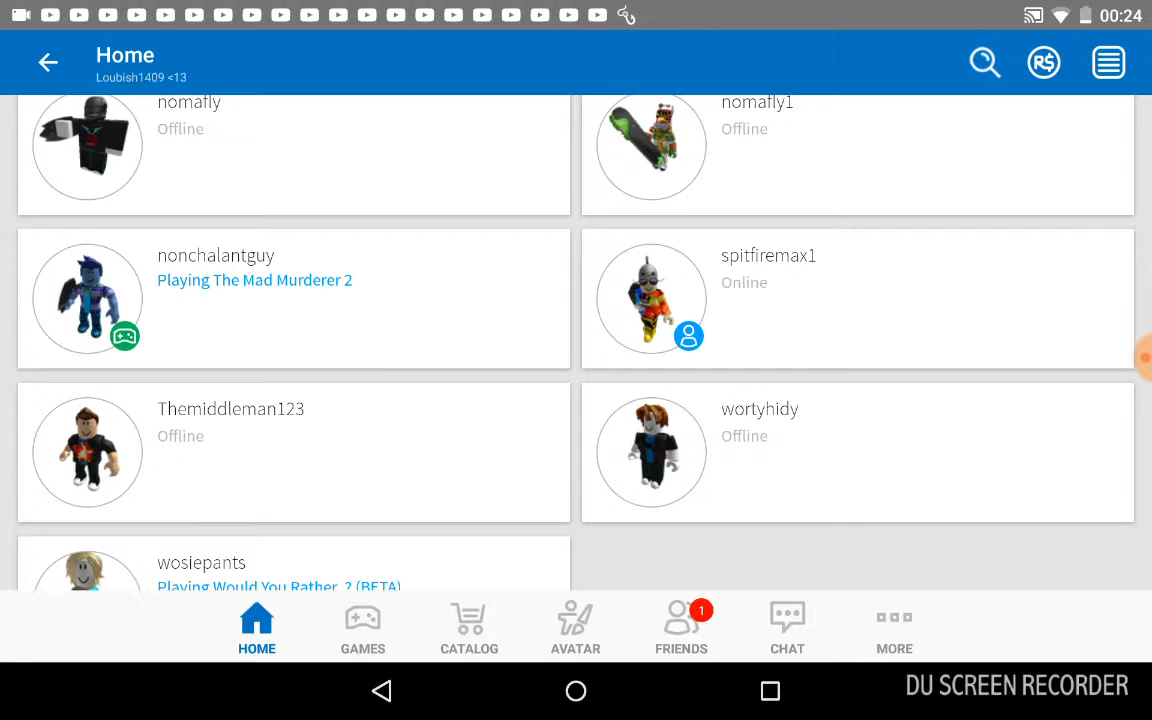 00:24
Home
Loubish1409 <13
R$
nomafly
Offline
nomafly1
Offline
nonchalantguy
Playing The Mad Murderer 2
spitfiremax1
Online
Themiddleman123
Offline
wortyhidy
Offline
wosiepants
Playing Would You Rather..? (BETA)
1
HOME
GAMES
CATALOG
AVATAR
FRIENDS
CHAT
MORE
DU SCREEN RECORDER